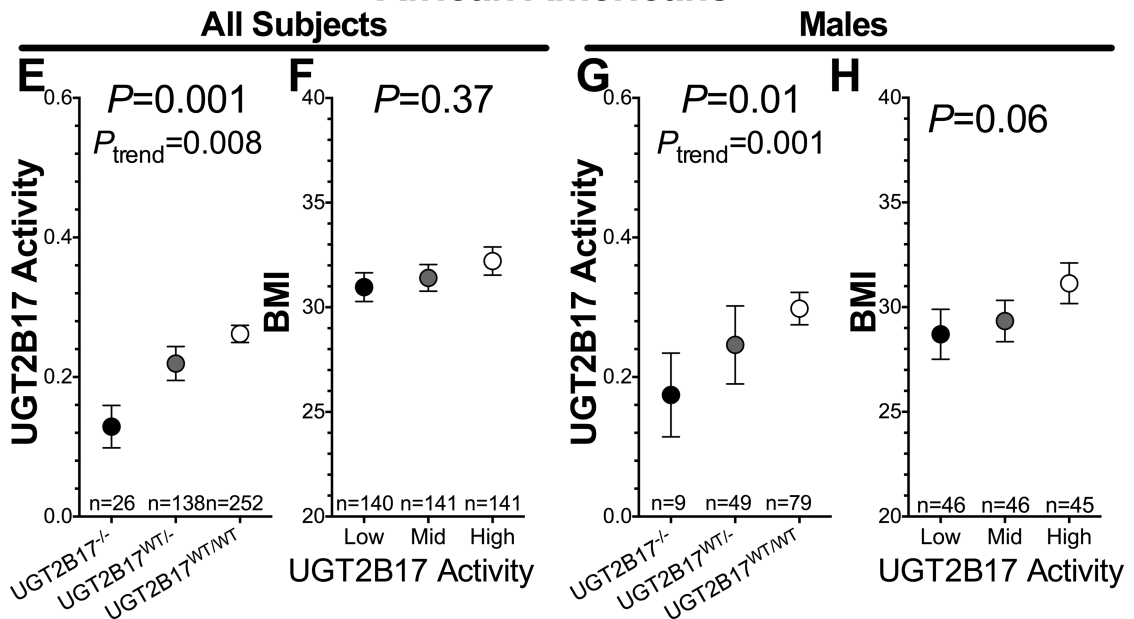 All Subjects
Males
E
P=0.001
Ptrend=0.008
UGT2B17 Activity
0.6
0.4
0.2
0.0
n=26 n=138 n=252
UGT2B17-/-
UGT2B17WT/-
UGT2B17WT/WT
F
P=0.37
BMI
40
35
30
25
20
n=140 n=141 n=141
Low Mid High
UGT2B17 Activity
G
P=0.01
Ptrend=0.001
UGT2B17 Activity
0.6
0.4
0.2
0.0
n=9 n=49 n=79
UGT2B17-/-
UGT2B17WT/-
UGT2B17WT/WT
H
P=0.06
BMI
40
35
30
25
20
n=46 n=46 n=45
Low Mid High
UGT2B17 Activity